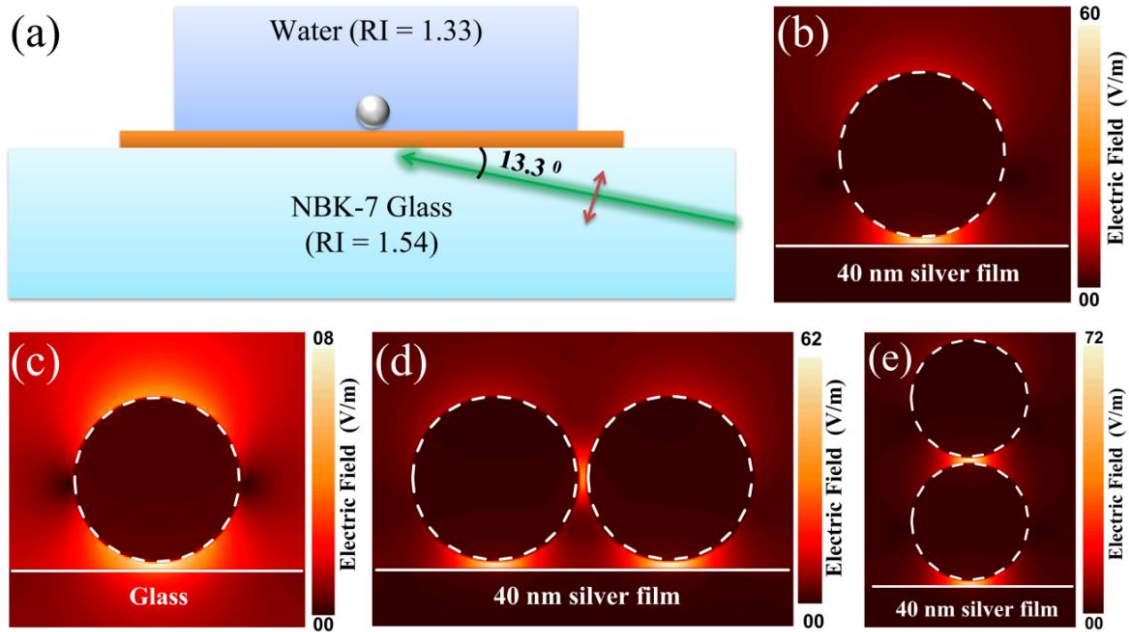 (a)
Water (RI = 1.33)
13.3 0
NBK-7 Glass
(RI = 1.54)
(b)
60
Electric Field (V/m)
00
40 nm silver film
(c)
08
Electric Field (V/m)
00
Glass
(d)
62
Electric Field (V/m)
00
40 nm silver film
(e)
72
Electric Field (V/m)
00
40 nm silver film